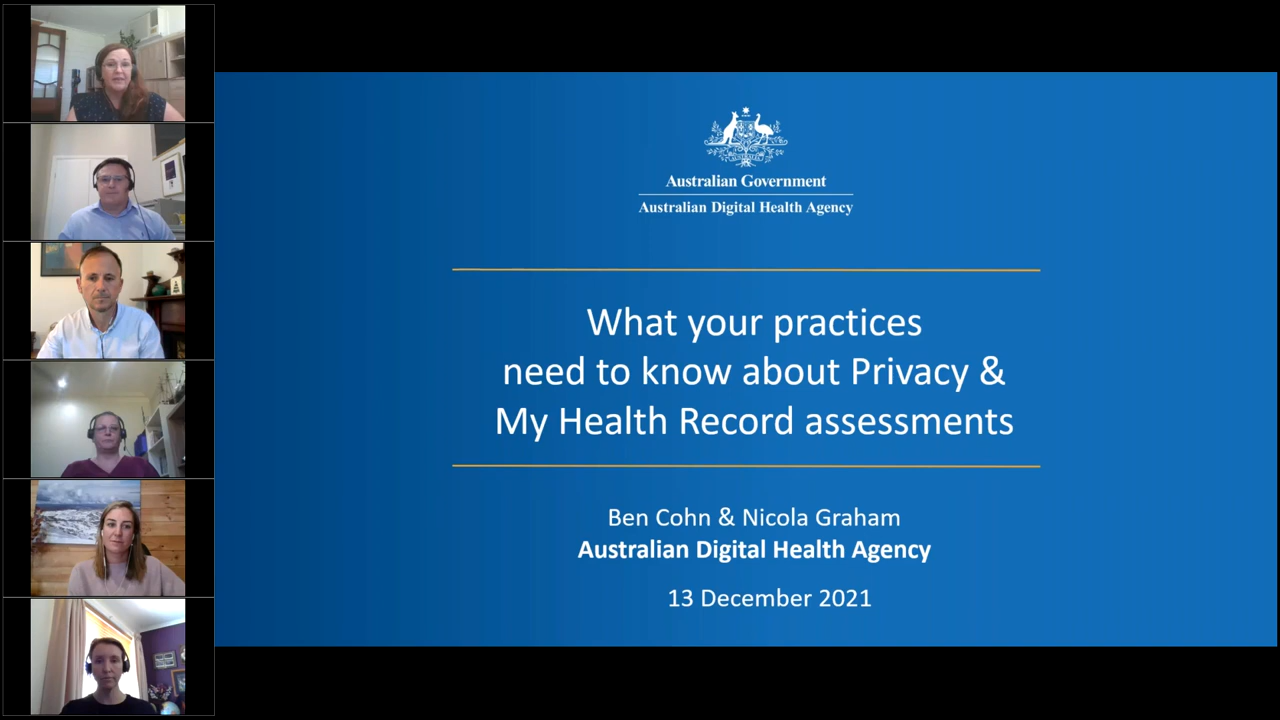 Australian Government
Australian Digital Health Agency
What your practices
need to know about Privacy &
My Health Record assessments
Ben Cohn & Nicola Graham
Australian Digital Health Agency
13 December 2021